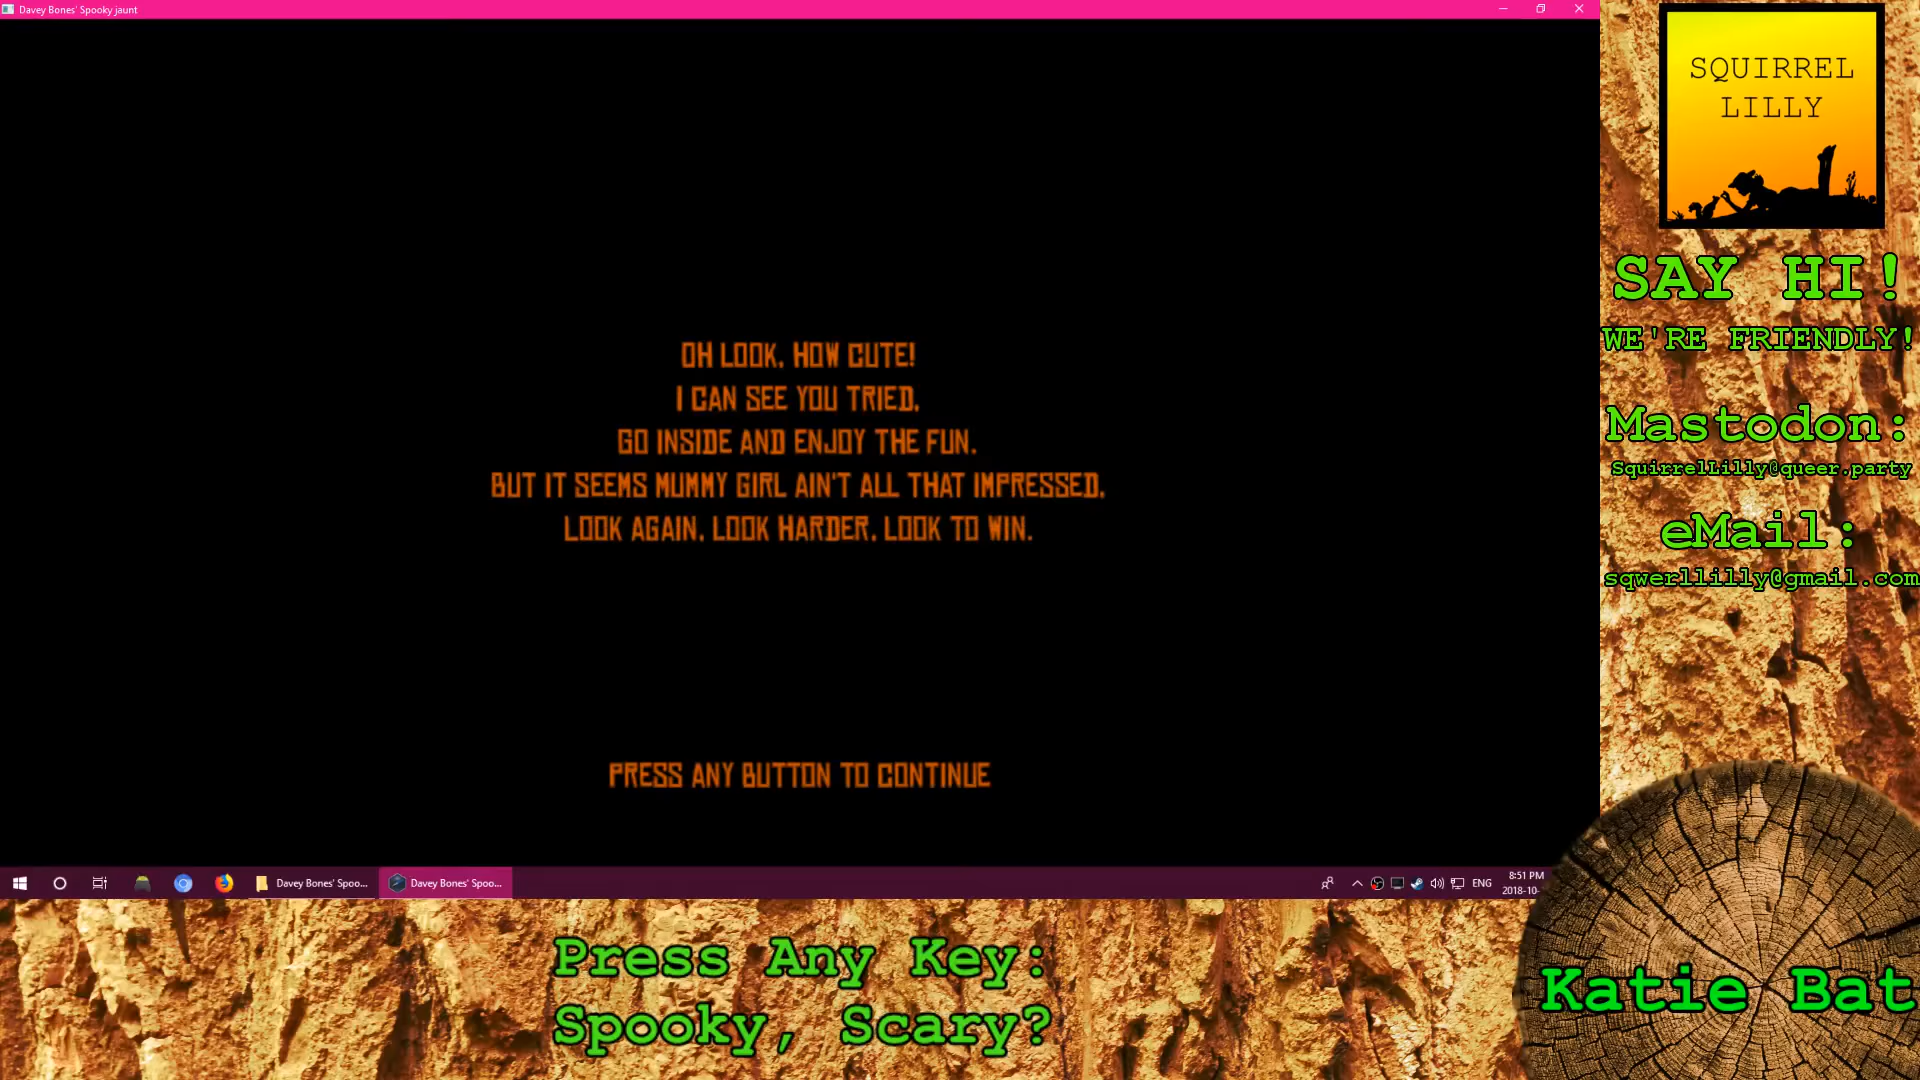 Davey Bones' Spooky jaunt
OH LOOK, HOW CUTE!
I CAN SEE YOU TRIED,
GO INSIDE AND ENJOY THE FUN.
BUT IT SEEMS MUMMY GIRL AIN'T ALL THAT IMPRESSED,
LOOK AGAIN, LOOK HARDER, LOOK TO WIN.
PRESS ANY BUTTON TO CONTINUE
Davey Bones' Spoo...
Davey Bones' Spoo...
ENG
8:51 PM
2018-10-
SQUIRREL
LILLY
SAY HI!
WE'RE FRIENDLY!
Mastodon:
SquirrelLilly@queer.party
eMail:
sqwerllilly@gmail.com
Press Any Key:
Spooky, Scary?
Katie Bat